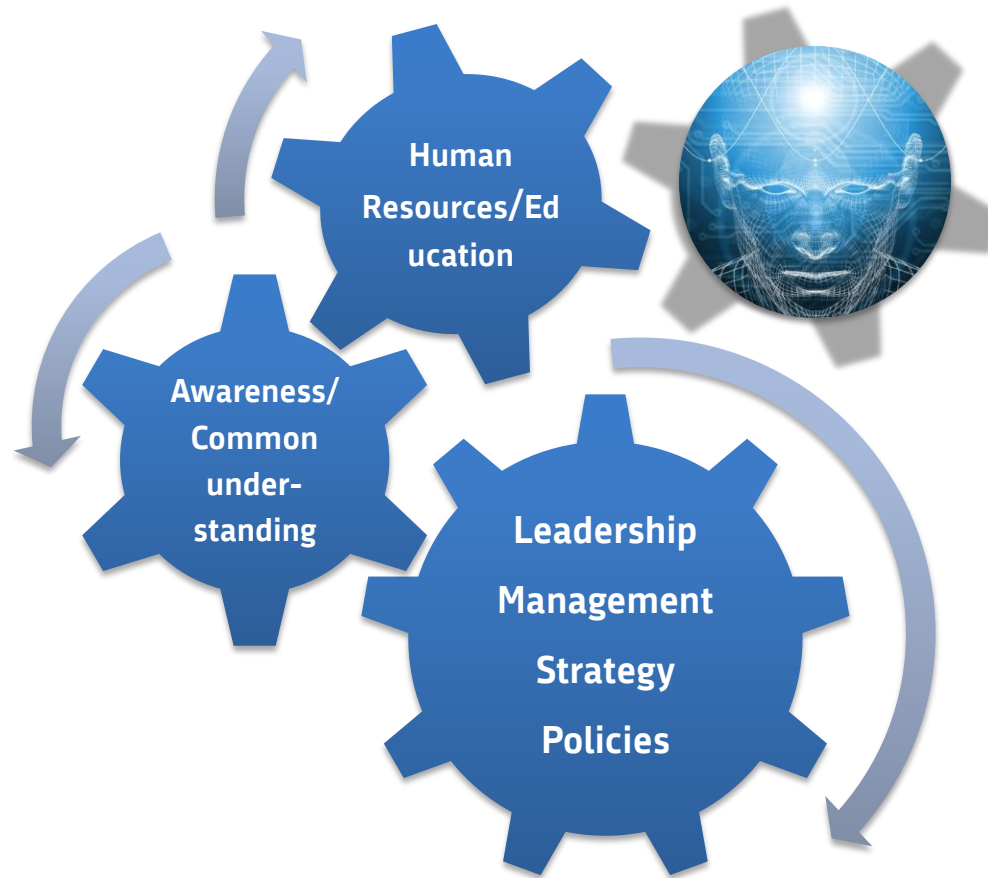 Human
Resources/Ed
ucation
Awareness/
Common
under-
standing
Leadership
Management
Strategy
Policies